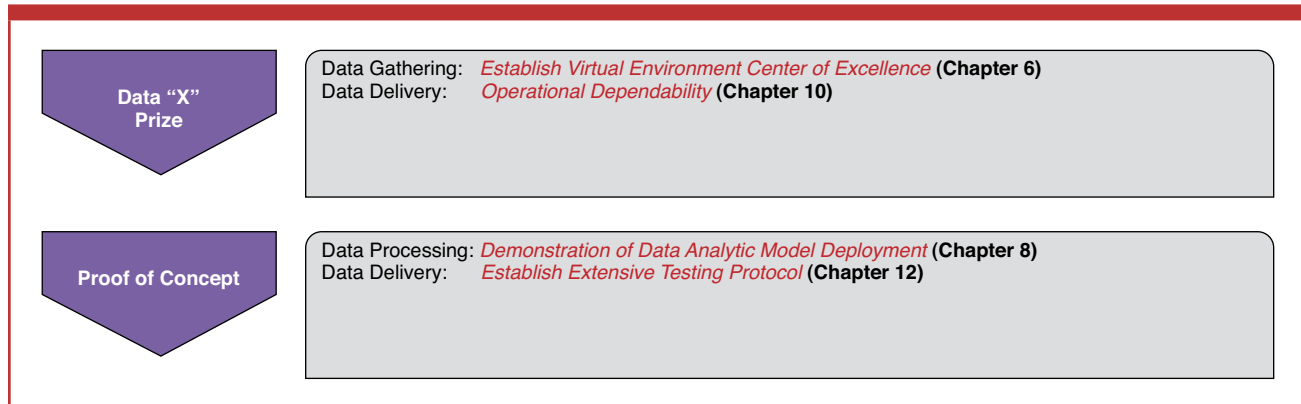 Data “X”
Prize
Data Gathering: Establish Virtual Environment Center of Excellence (Chapter 6)
Data Delivery: Operational Dependability (Chapter 10)
Proof of Concept
Data Processing: Demonstration of Data Analytic Model Deployment (Chapter 8)
Data Delivery: Establish Extensive Testing Protocol (Chapter 12)